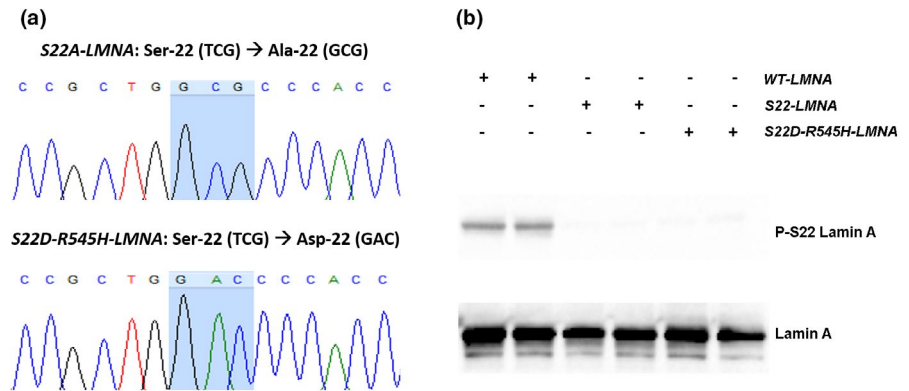 (a)
S22A-LMNA: Ser-22 (TCG) → Ala-22 (GCG)
C C G C T G G C G C C C A C C
S22D-R545H-LMNA: Ser-22 (TCG) → Asp-22 (GAC)
C C G C T G G A C C C C A C C
(b)
+ + - - - - WT-LMNA
- - + + - - S22-LMNA
- - - - + + S22D-R545H-LMNA
P-S22 Lamin A
Lamin A